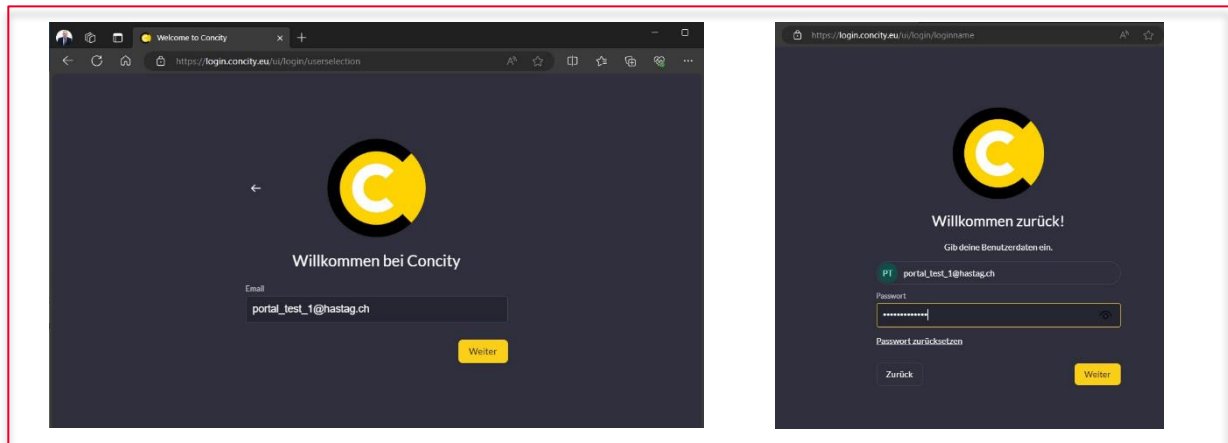 Welcome to Concity
https://login.concity.eu/ui/login/userselection
Willkommen bei Concity
Email
portal_test_1@hastag.ch
Weiter
https://login.concity.eu/ui/login/loginname
Willkommen zurück!
Gib deine Benutzerdaten ein.
PT portal_test_1@hastag.ch
Passwort
Passwort zurücksetzen
Zurück Weiter